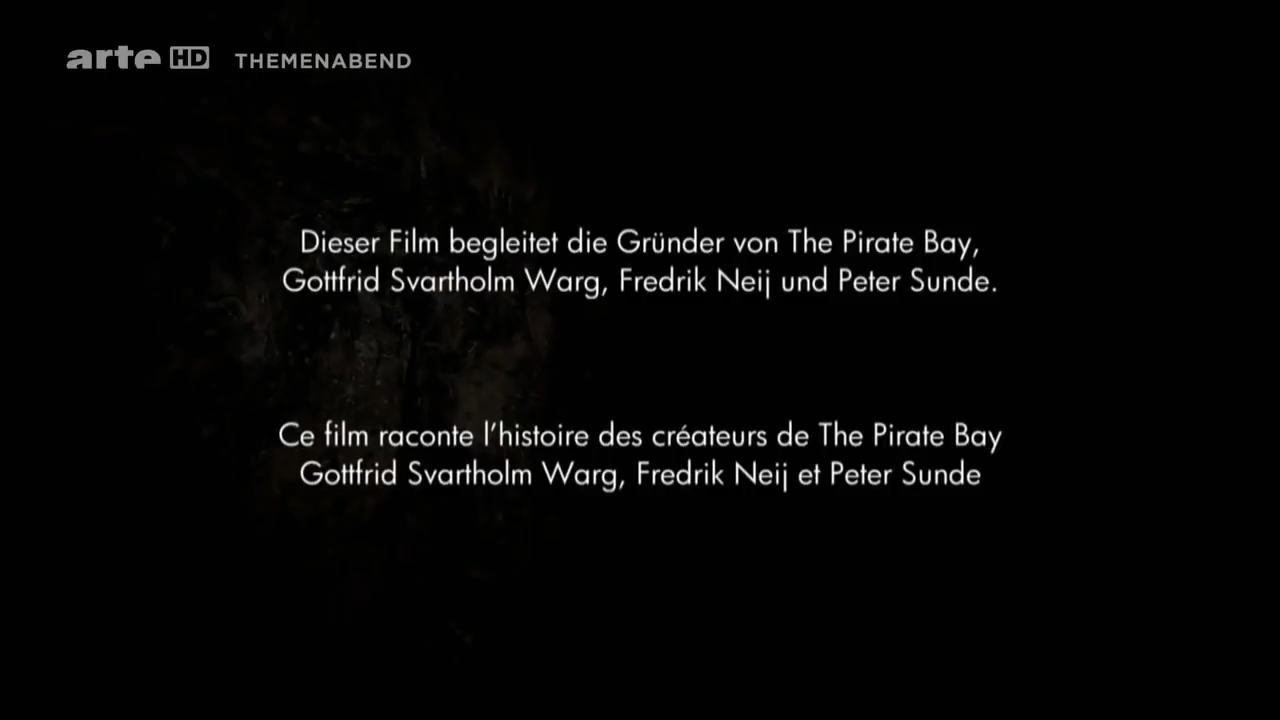 arte HD THEMENABEND
Dieser Film begleitet die Gründer von The Pirate Bay,
Gottfrid Svartholm Warg, Fredrik Neij und Peter Sunde.
Ce film raconte l'histoire des créateurs de The Pirate Bay
Gottfrid Svartholm Warg, Fredrik Neij et Peter Sunde